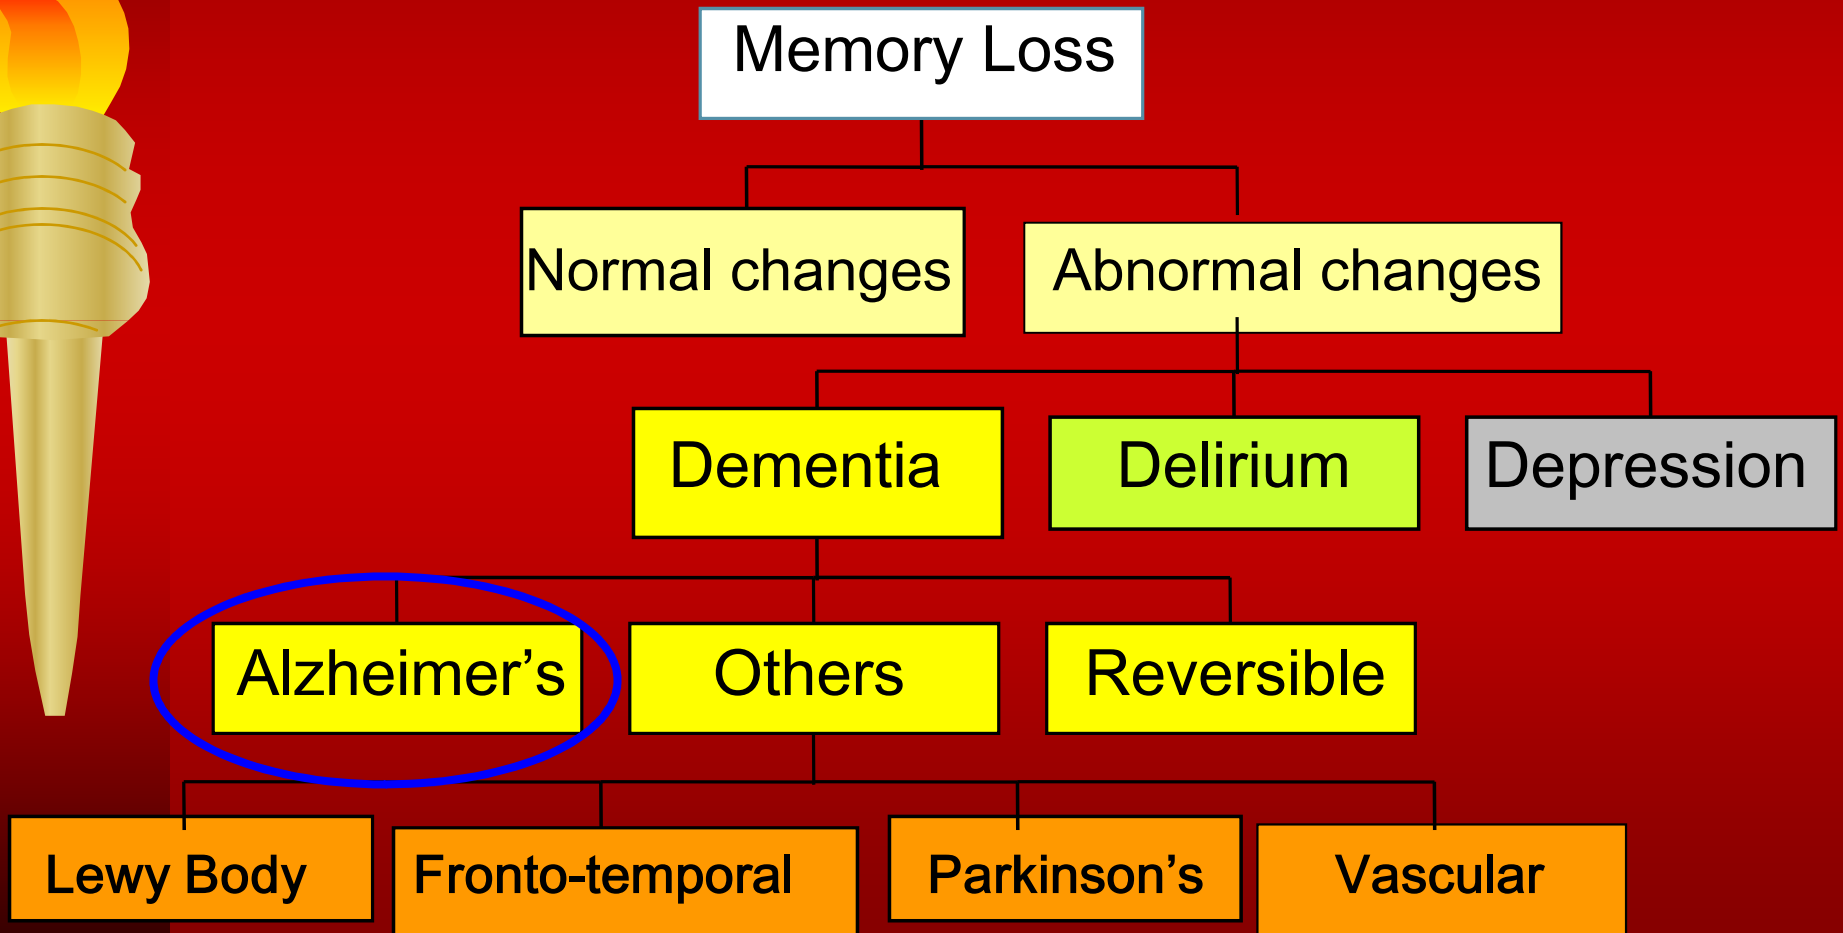 Memory Loss
Normal changes
Abnormal changes
Dementia
Delirium
Depression
Alzheimer’s
Others
Reversible
Lewy Body
Fronto-temporal
Parkinson’s
Vascular